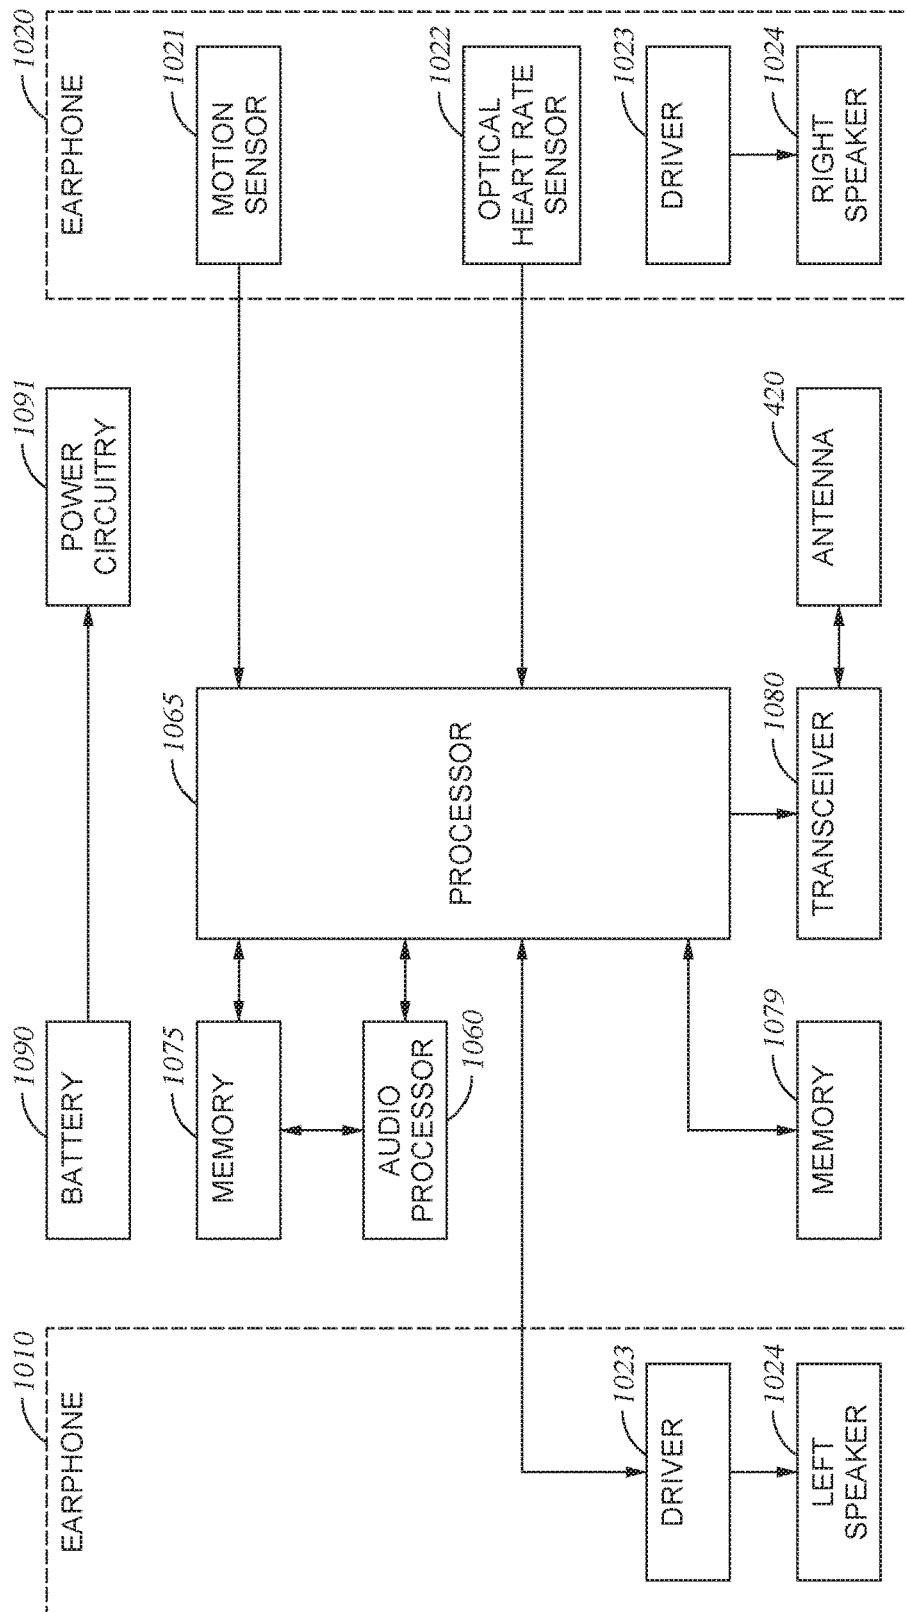 1010
EARPHONE
1090
BATTERY
1091
POWER
CIRCUITRY
1020
EARPHONE
1075
MEMORY
1065
PROCESSOR
1021
MOTION
SENSOR
AUDIO
PROCESSOR
1060
1022
OPTICAL
HEART RATE
SENSOR
1023
DRIVER
1023
DRIVER
1024
LEFT
SPEAKER
1079
MEMORY
1080
TRANSCEIVER
420
ANTENNA
1024
RIGHT
SPEAKER